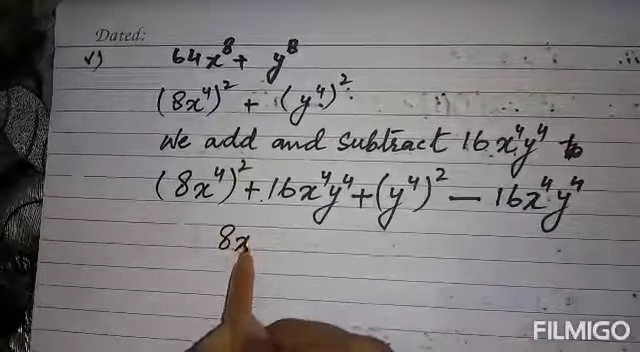 Dated:
v) 64x⁸ + y⁸
(8x⁴)² + (y⁴)²
We add and subtract 16x⁴y⁴ to
(8x⁴)² + 16x⁴y⁴ + (y⁴)² — 16x⁴y⁴
8x
FILMIGO